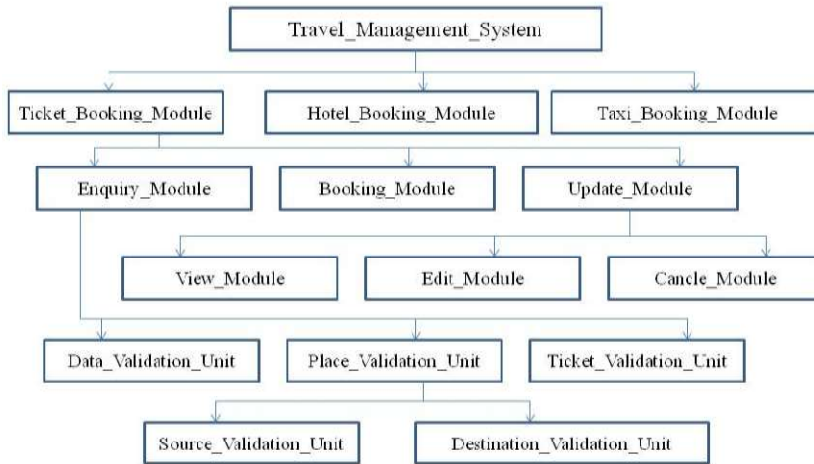 Travel_Management_System
Ticket_Booking_Module
Hotel_Booking_Module
Taxi_Booking_Module
Enquiry_Module
Booking_Module
Update_Module
View_Module
Edit_Module
Cancle_Module
Data_Validation_Unit
Place_Validation_Unit
Ticket_Validation_Unit
Source_Validation_Unit
Destination_Validation_Unit